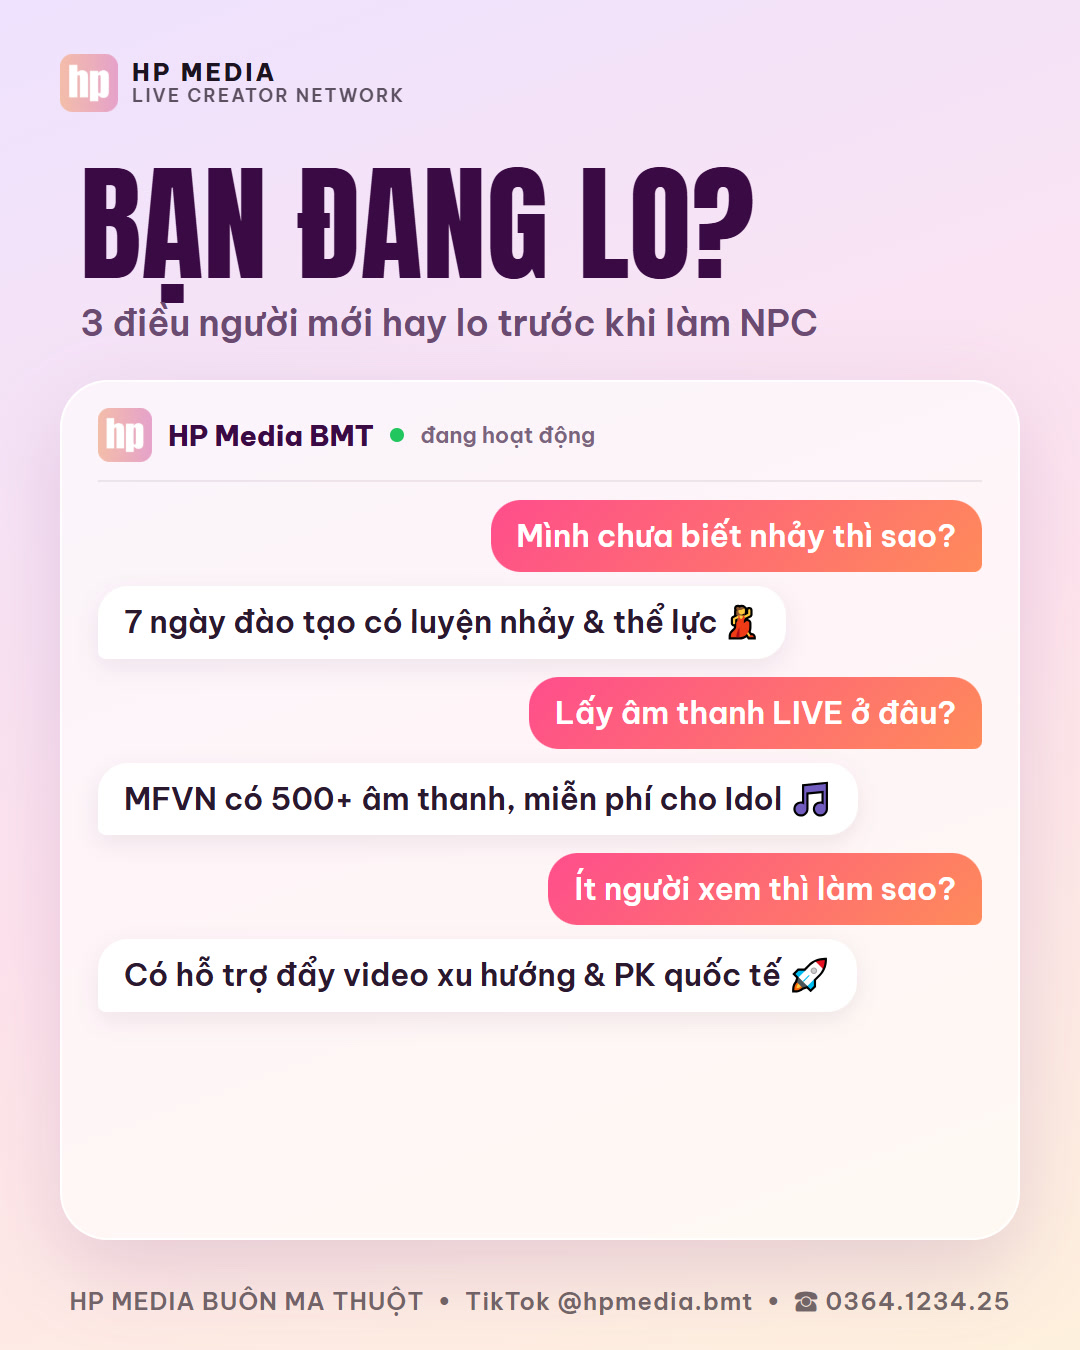 hp
HP MEDIA
LIVE CREATOR NETWORK
BẠN ĐANG LO?
3 điều người mới hay lo trước khi làm NPC
hp
HP Media BMT đang hoạt động
Mình chưa biết nhảy thì sao?
7 ngày đào tạo có luyện nhảy & thể lực 💃
Lấy âm thanh LIVE ở đâu?
MFVN có 500+ âm thanh, miễn phí cho Idol 🎵
Ít người xem thì làm sao?
Có hỗ trợ đẩy video xu hướng & PK quốc tế 🚀
HP MEDIA BUÔN MA THUỘT • TikTok @hpmedia.bmt • ☎ 0364.1234.25